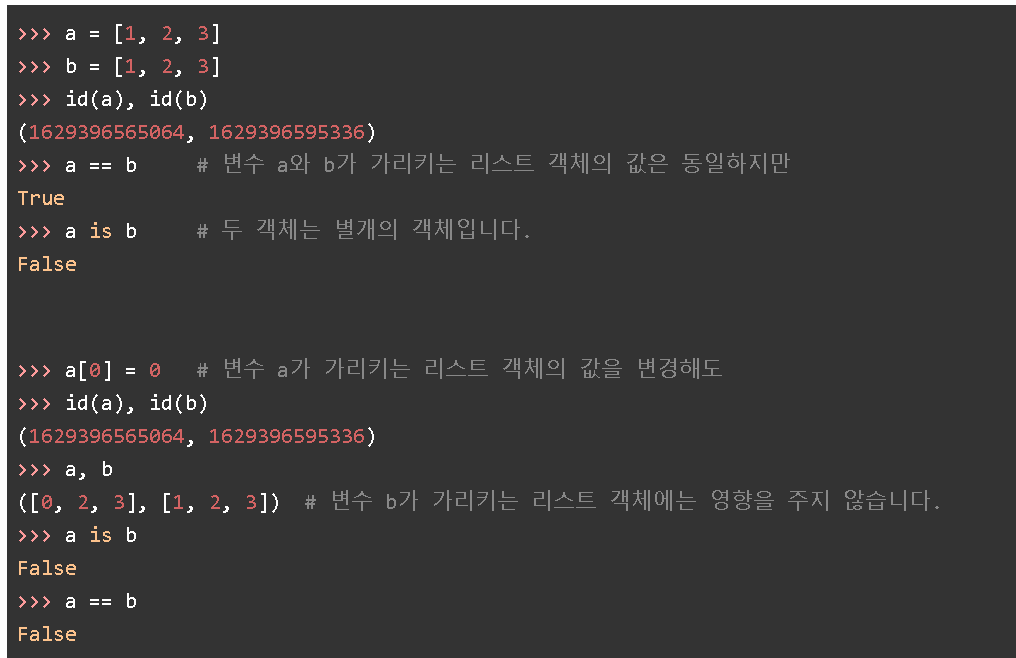 >>> a = [1, 2, 3]
>>> b = [1, 2, 3]
>>> id(a), id(b)
(1629396565064, 1629396595336)
>>> a == b     # 변수 a와 b가 가리키는 리스트 객체의 값은 동일하지만
True
>>> a is b     # 두 객체는 별개의 객체입니다.
False
>>> a[0] = 0   # 변수 a가 가리키는 리스트 객체의 값을 변경해도
>>> id(a), id(b)
(1629396565064, 1629396595336)
>>> a, b
([0, 2, 3], [1, 2, 3])  # 변수 b가 가리키는 리스트 객체에는 영향을 주지 않습니다.
>>> a is b
False
>>> a == b
False